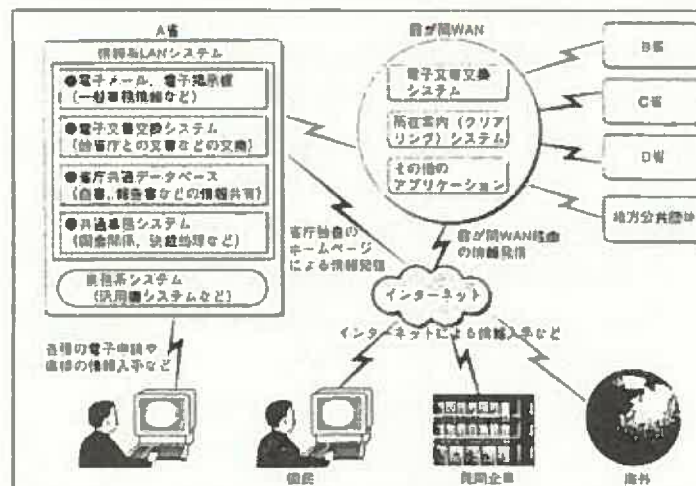 A省
情報系LANシステム
●電子メール、電子掲示板
(一般事務情報など)
●電子文書交換システム
(他省庁との文書などの交換)
●省庁共通データベース
(白書、報告書などの情報共有)
●共通事務システム
(国会関係、決裁処理など)
業務系システム
(汎用機システムなど)
霞が関WAN
電子文書交換
システム
所在案内(クリア
リング)システム
その他の
アプリケーション
B省
C省
D省
地方公共団体
省庁独自の
ホームページ
による情報発信
霞が関WAN経由
の情報発信
インターネット
インターネットによる情報入手など
各種の電子申請や
直接の情報入手など
国民
民間企業
海外